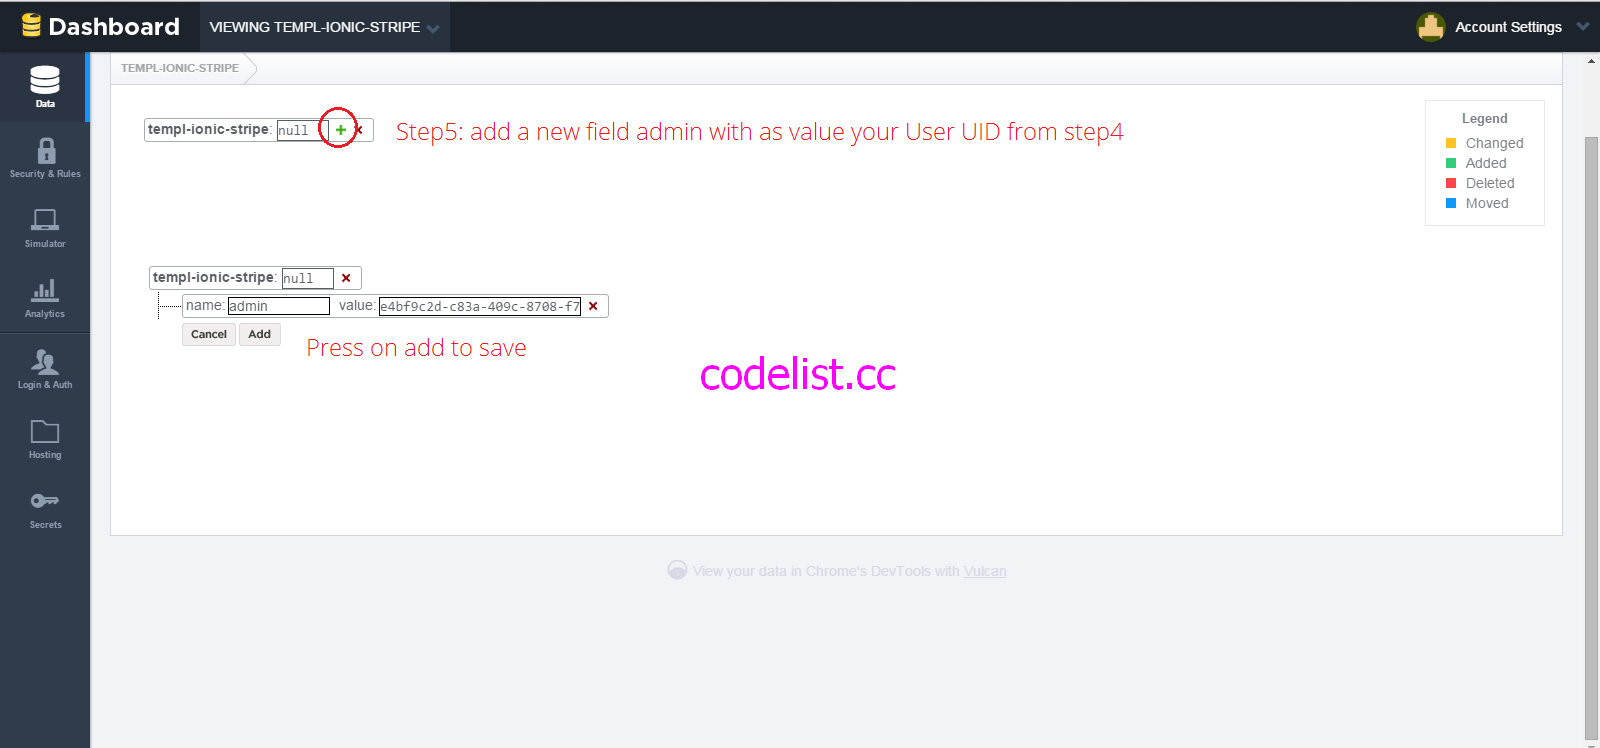 Dashboard
VIEWING TEMPL-IONIC-STRIPE
Account Settings
Data
Security & Rules
Simulator
Analytics
Login & Auth
Hosting
Secrets
TEMPL-IONIC-STRIPE
templ-ionic-stripe: null
Step5: add a new field admin with as value your User UID from step4
Legend
Changed
Added
Deleted
Moved
templ-ionic-stripe: null
name: admin value: e4bf9c2d-c83a-409c-8708-f7
Cancel Add
Press on add to save
codelist.cc
View your data in Chrome's DevTools with Vulcan